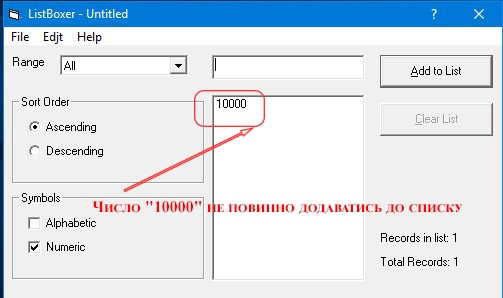 ListBoxer - Untitled
File Edjt Help
Range All Add to List
10000
Sort Order Clear List
Ascending
Descending
Число "10000" не повинно додаватись до списку
Symbols
Alphabetic
Numeric
Records in list: 1
Total Records: 1